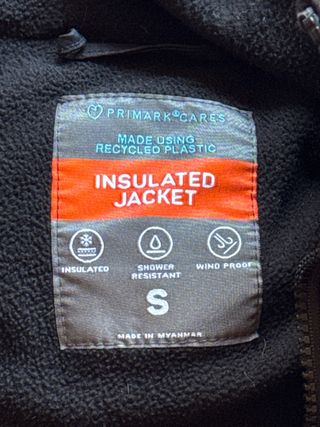 PRIMARK®CARES
MADE USING
RECYCLED PLASTIC
INSULATED
JACKET
INSULATED
SHOWER
RESISTANT
WIND PROOF
S
MADE IN MYANMAR